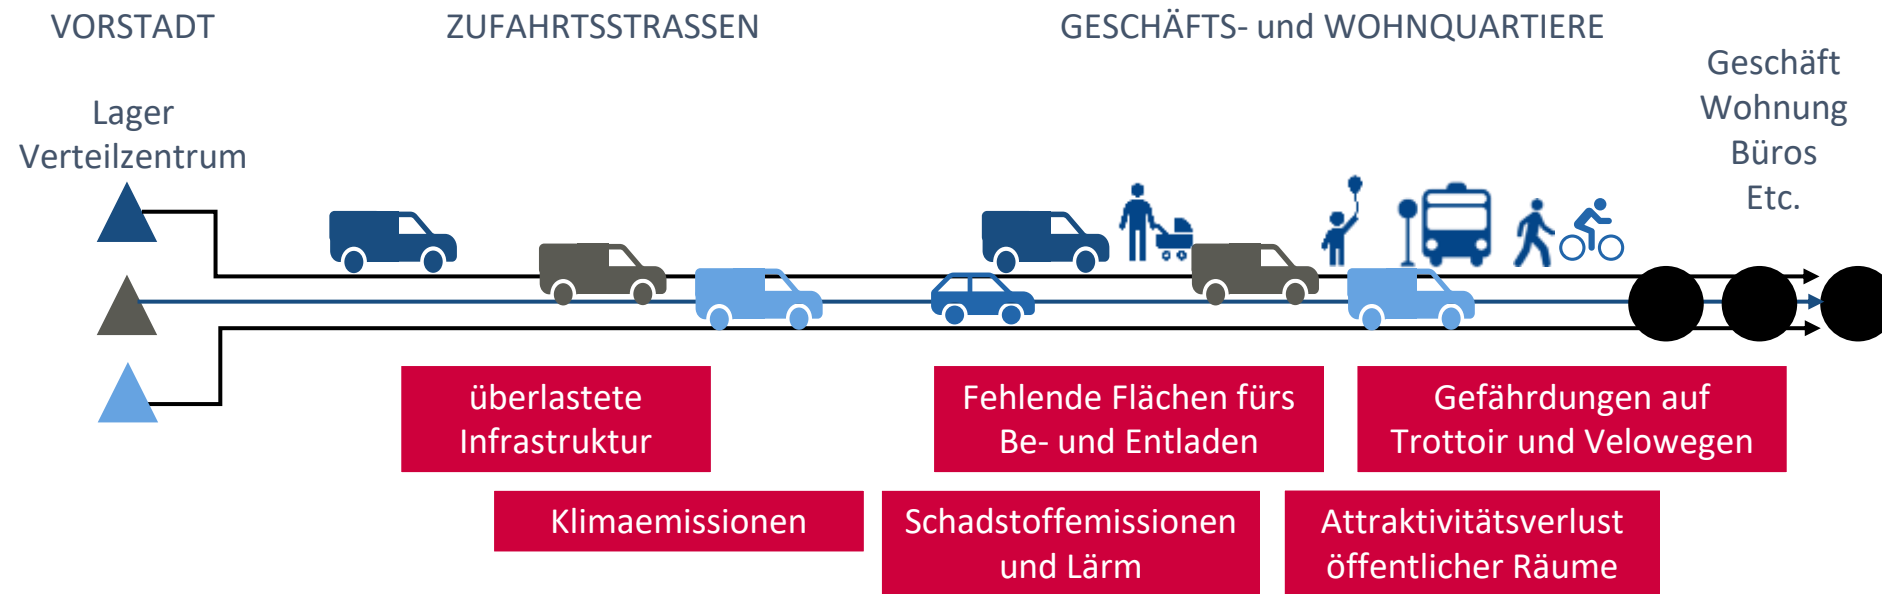 VORSTADT
ZUFAHRTSSTRASSEN
GESCHÄFTS- und WOHNQUARTIERE
Lager
Verteilzentrum
Geschäft
Wohnung
Büros
Etc.
überlastete
Infrastruktur
Fehlende Flächen fürs
Be- und Entladen
Gefährdungen auf
Trottoir und Velowegen
Klimaemissionen
Schadstoffemissionen
und Lärm
Attraktivitätsverlust
öffentlicher Räume